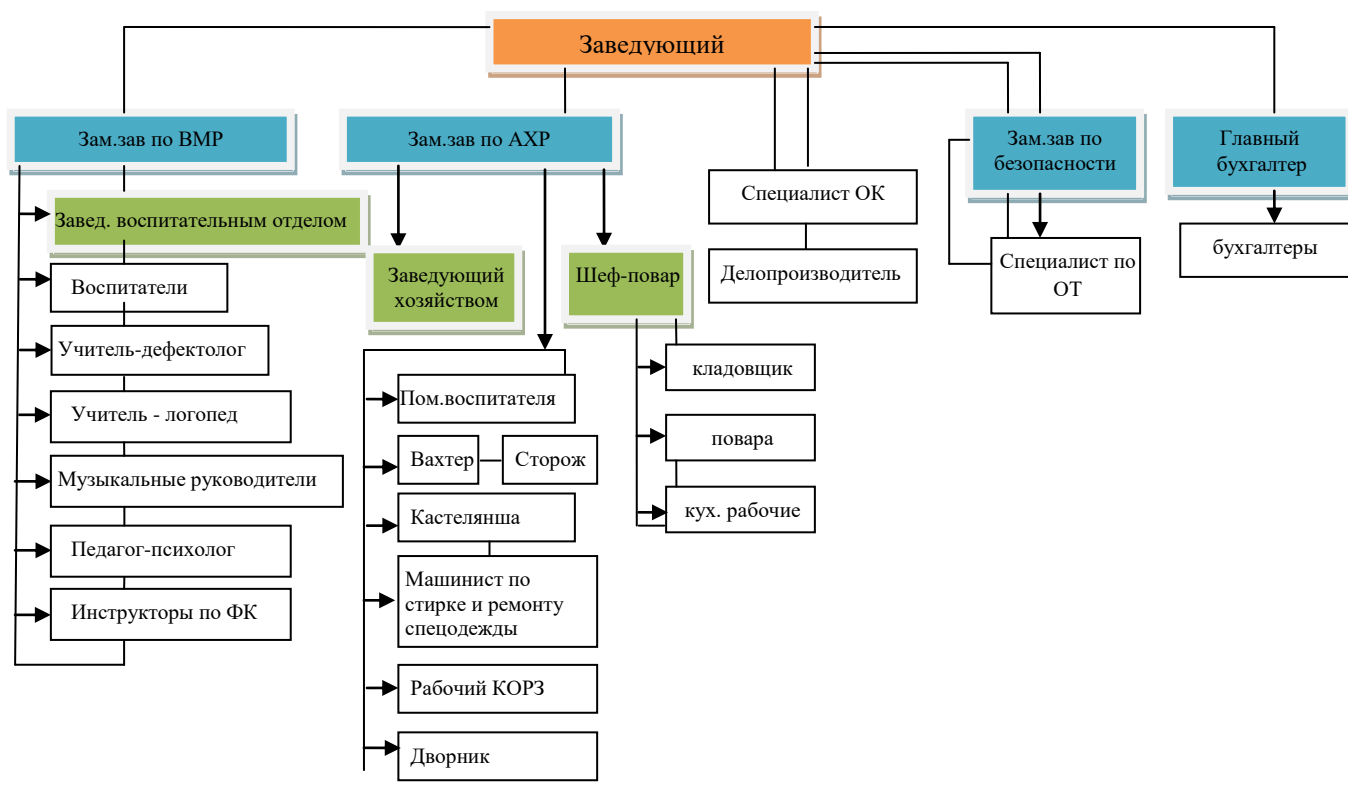 Заведующий
Зам.зав по ВМР
Зам.зав по АХР
Зам.зав по
безопасности
Главный
бухгалтер
Завед. воспитательным отделом
Воспитатели
Учитель-дефектолог
Учитель - логопед
Музыкальные руководители
Педагог-психолог
Инструкторы по ФК
Заведующий
хозяйством
Шеф-повар
Пом.воспитателя
Вахтер
Сторож
Кастелянша
Машинист по
стирке и ремонту
спецодежды
Рабочий КОРЗ
Дворник
кладовщик
повара
кух. рабочие
Специалист ОК
Делопроизводитель
Специалист по
ОТ
бухгалтеры